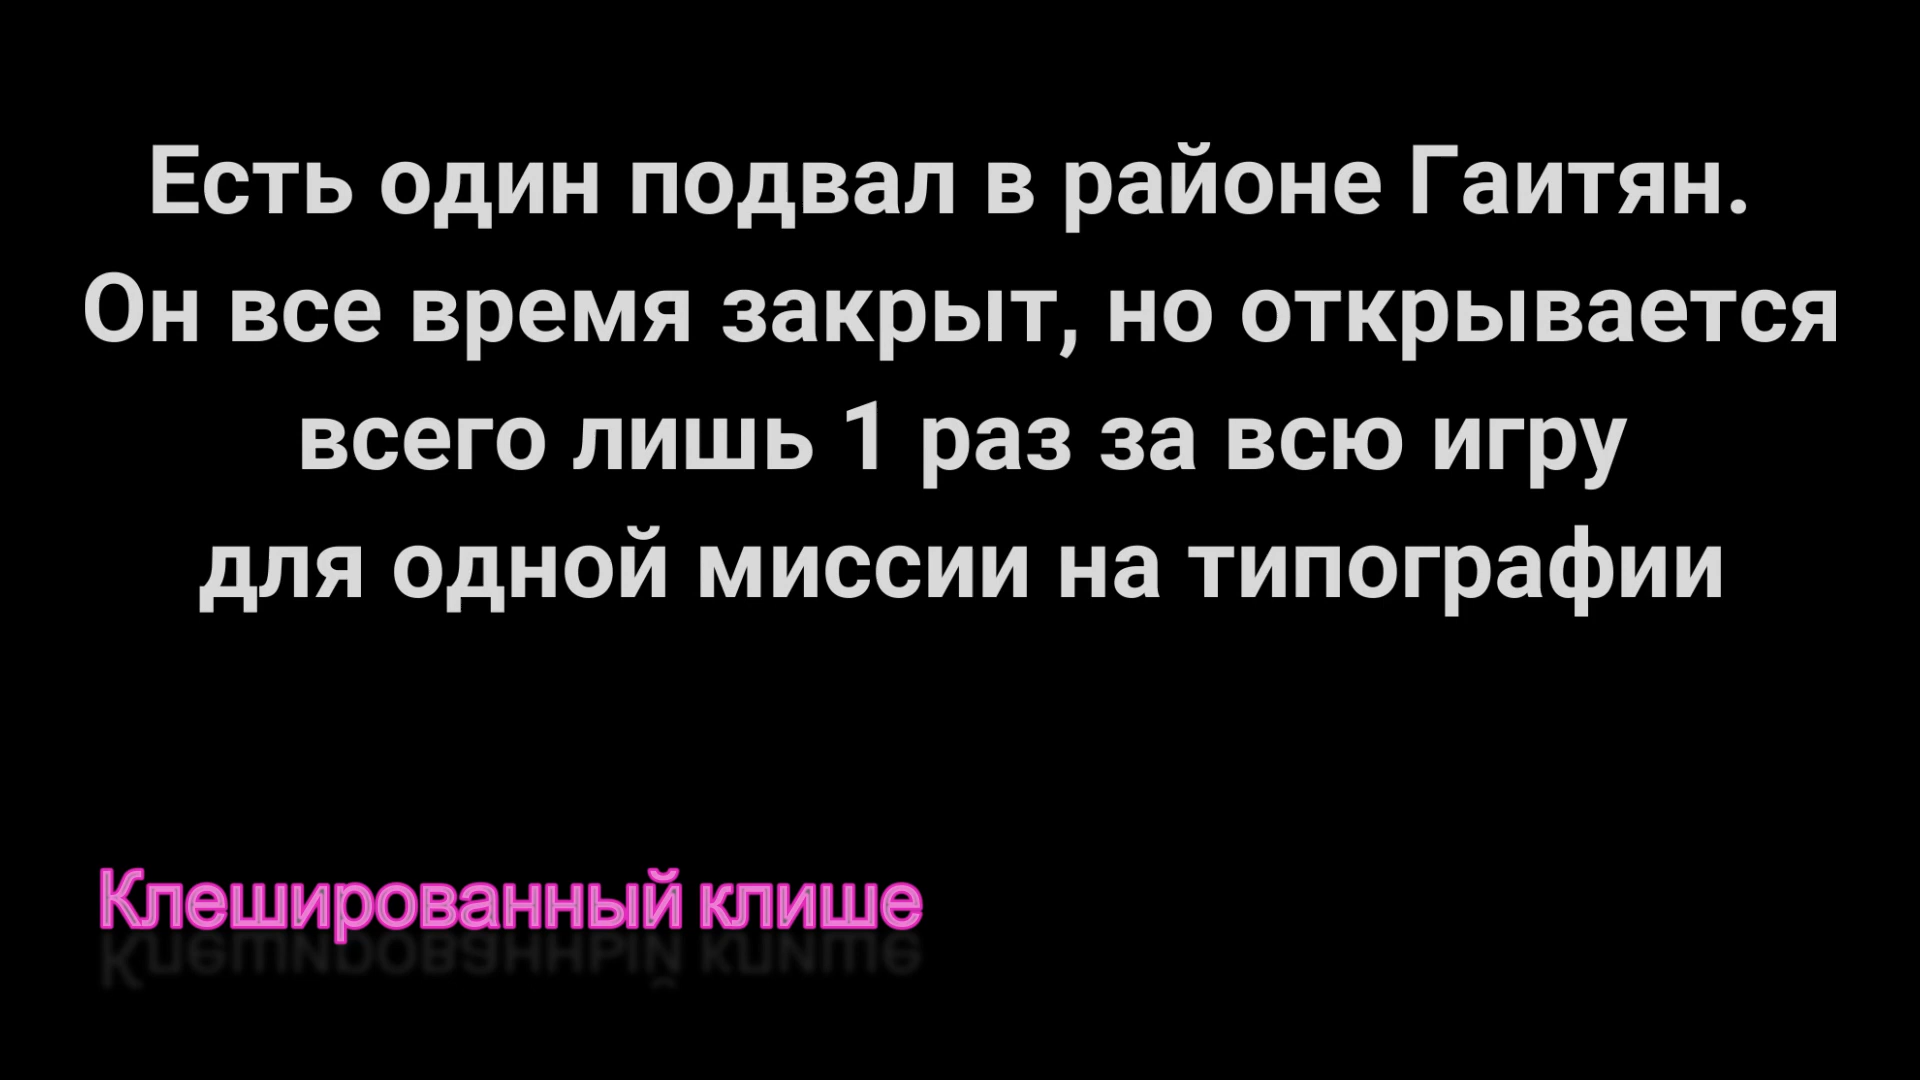 Есть один подвал в районе Гаитян.
Он все время закрыт, но открывается
всего лишь 1 раз за всю игру
для одной миссии на типографии
Клешированный клише